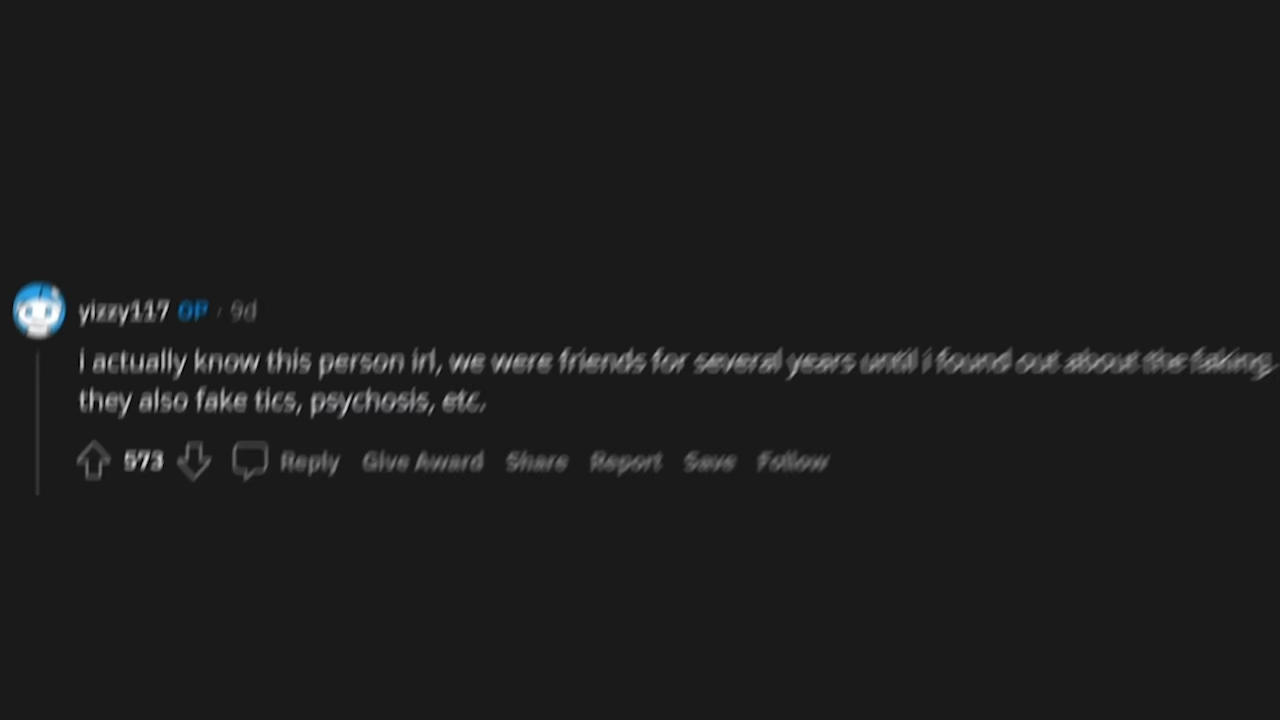 yizzy117 OP · 9d
i actually know this person irl, we were friends for several years until i found out about the faking,
they also fake tics, psychosis, etc.
573 Reply Give Award Share Report Save Follow